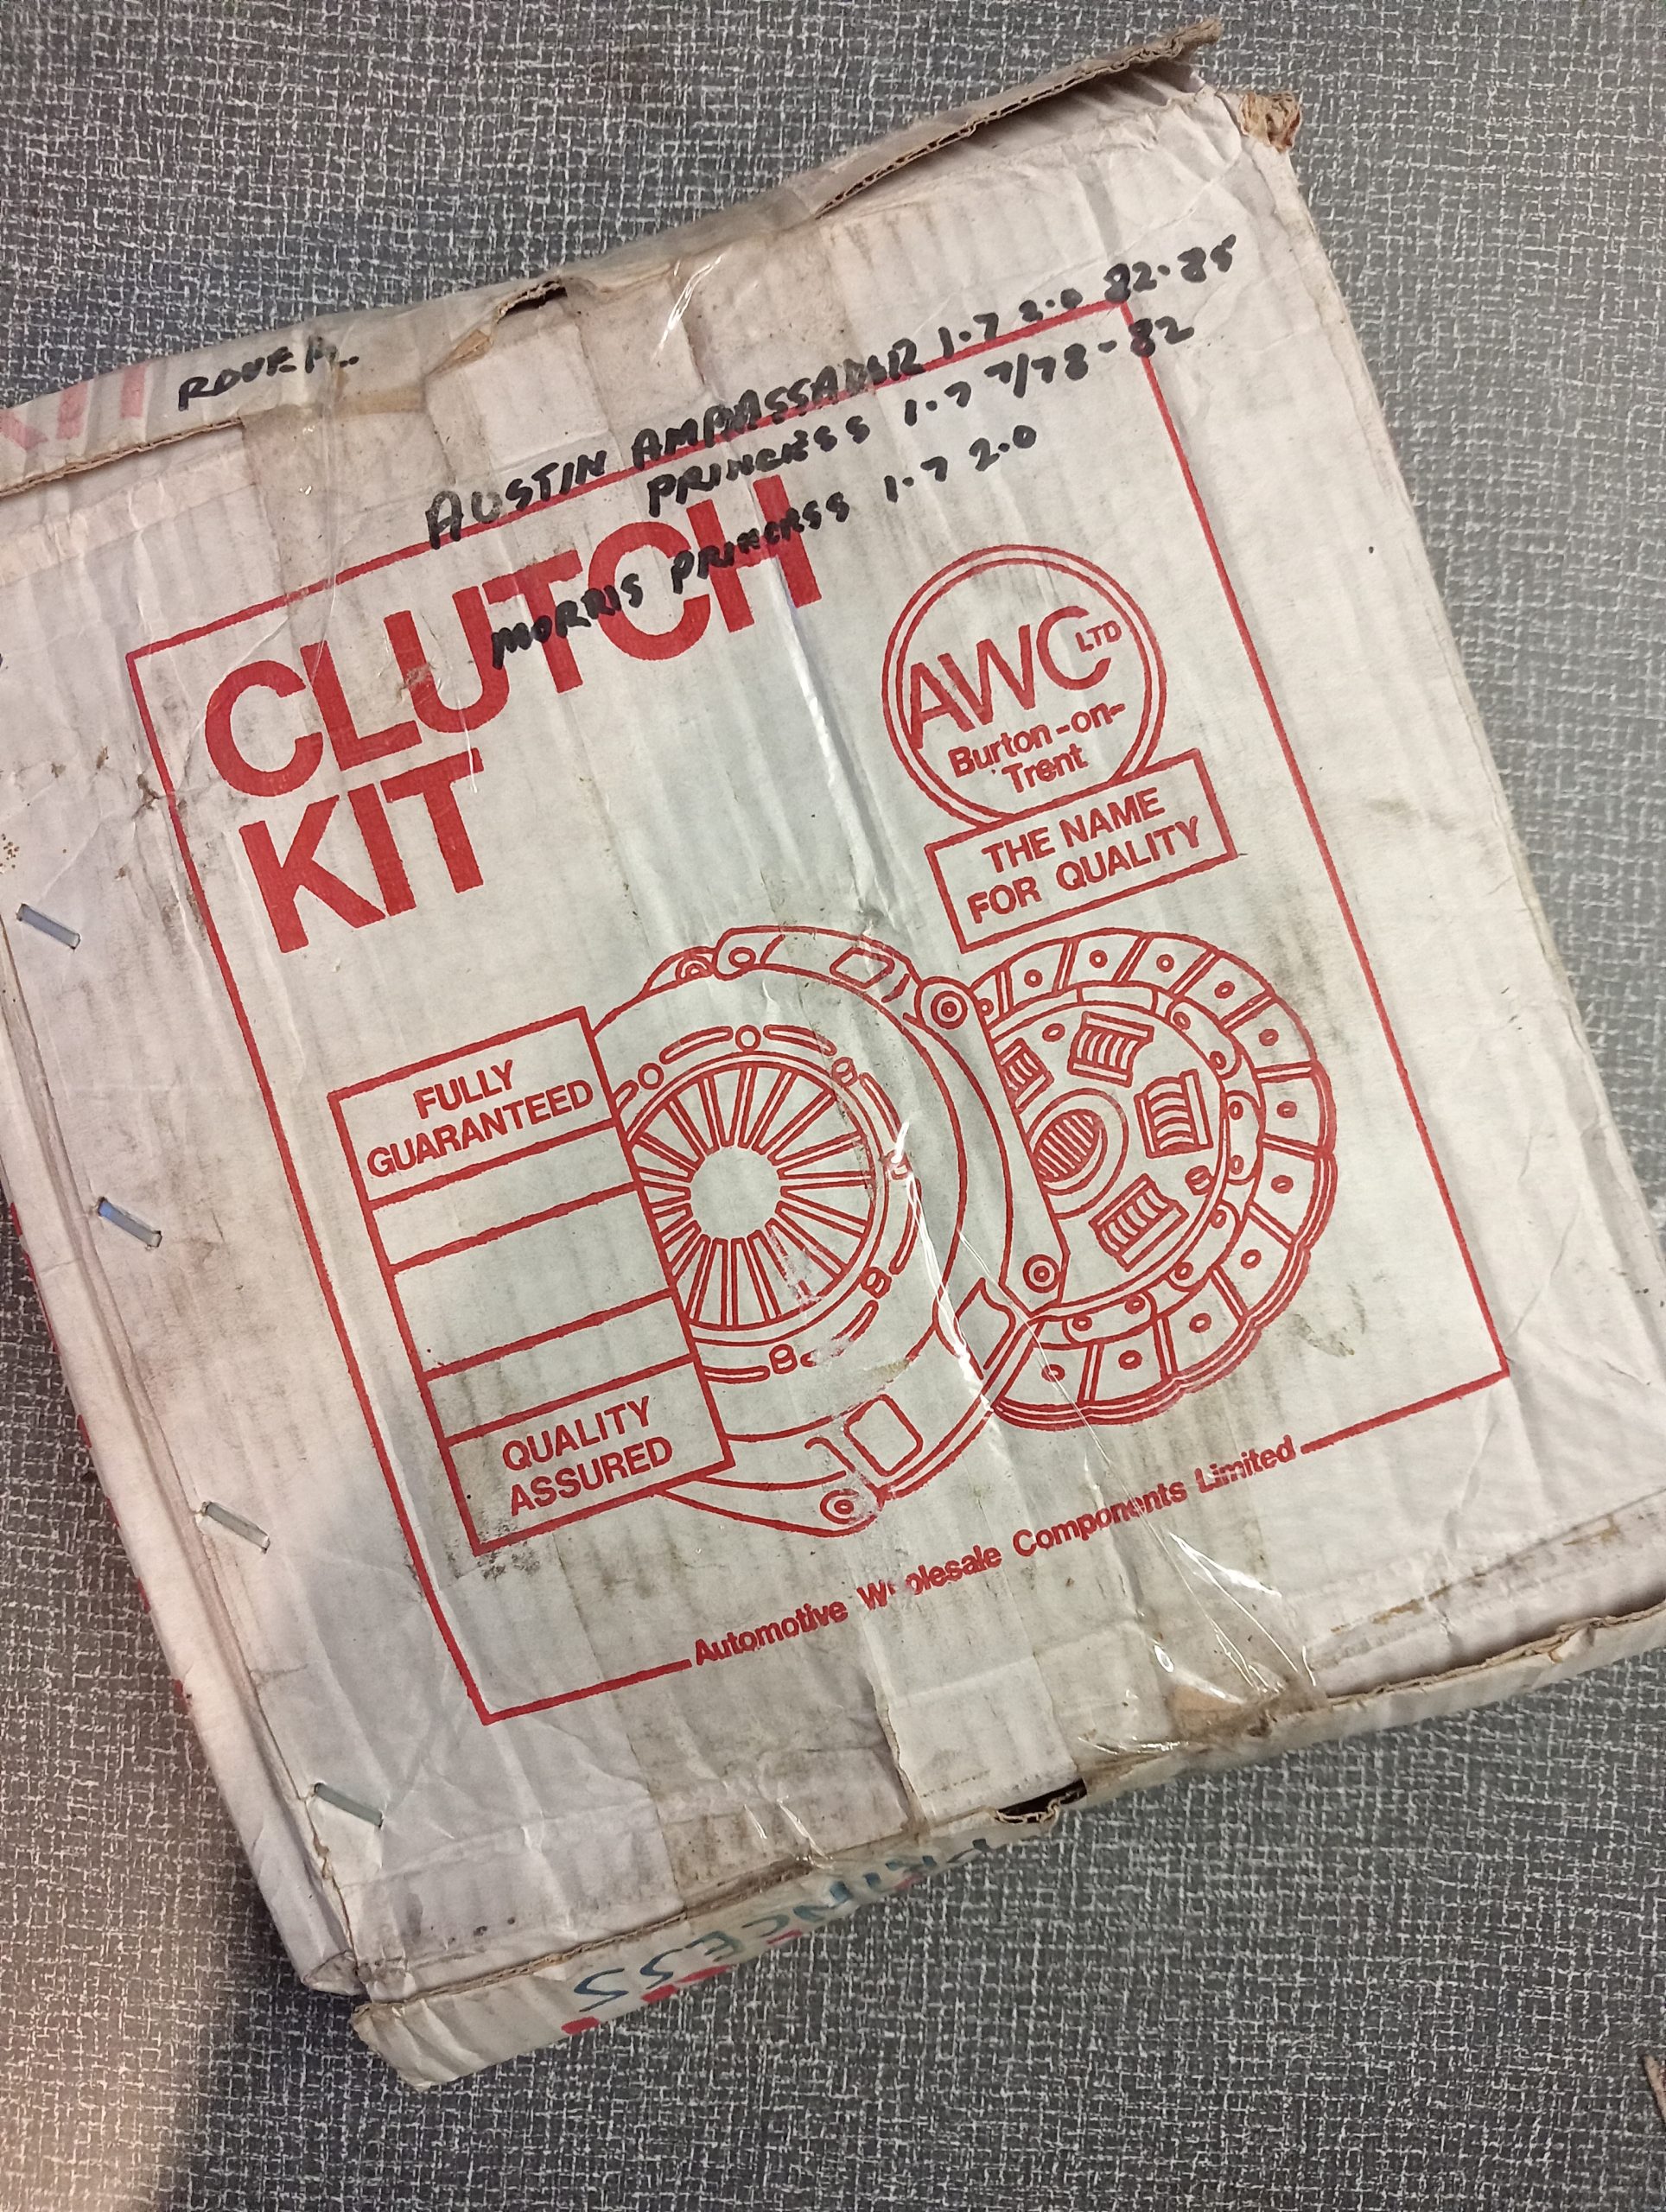 ROVER
AUSTIN AMBASSADOR 1.7 2.0 82-85
PRINCESS 1.7 7/78-82
MORRIS PRINCESS 1.7 2.0
CLUTCH
KIT
AWC LTD
Burton-on-
Trent
THE NAME
FOR QUALITY
FULLY
GUARANTEED
QUALITY
ASSURED
Automotive Wholesale Components Limited
PRINCESS